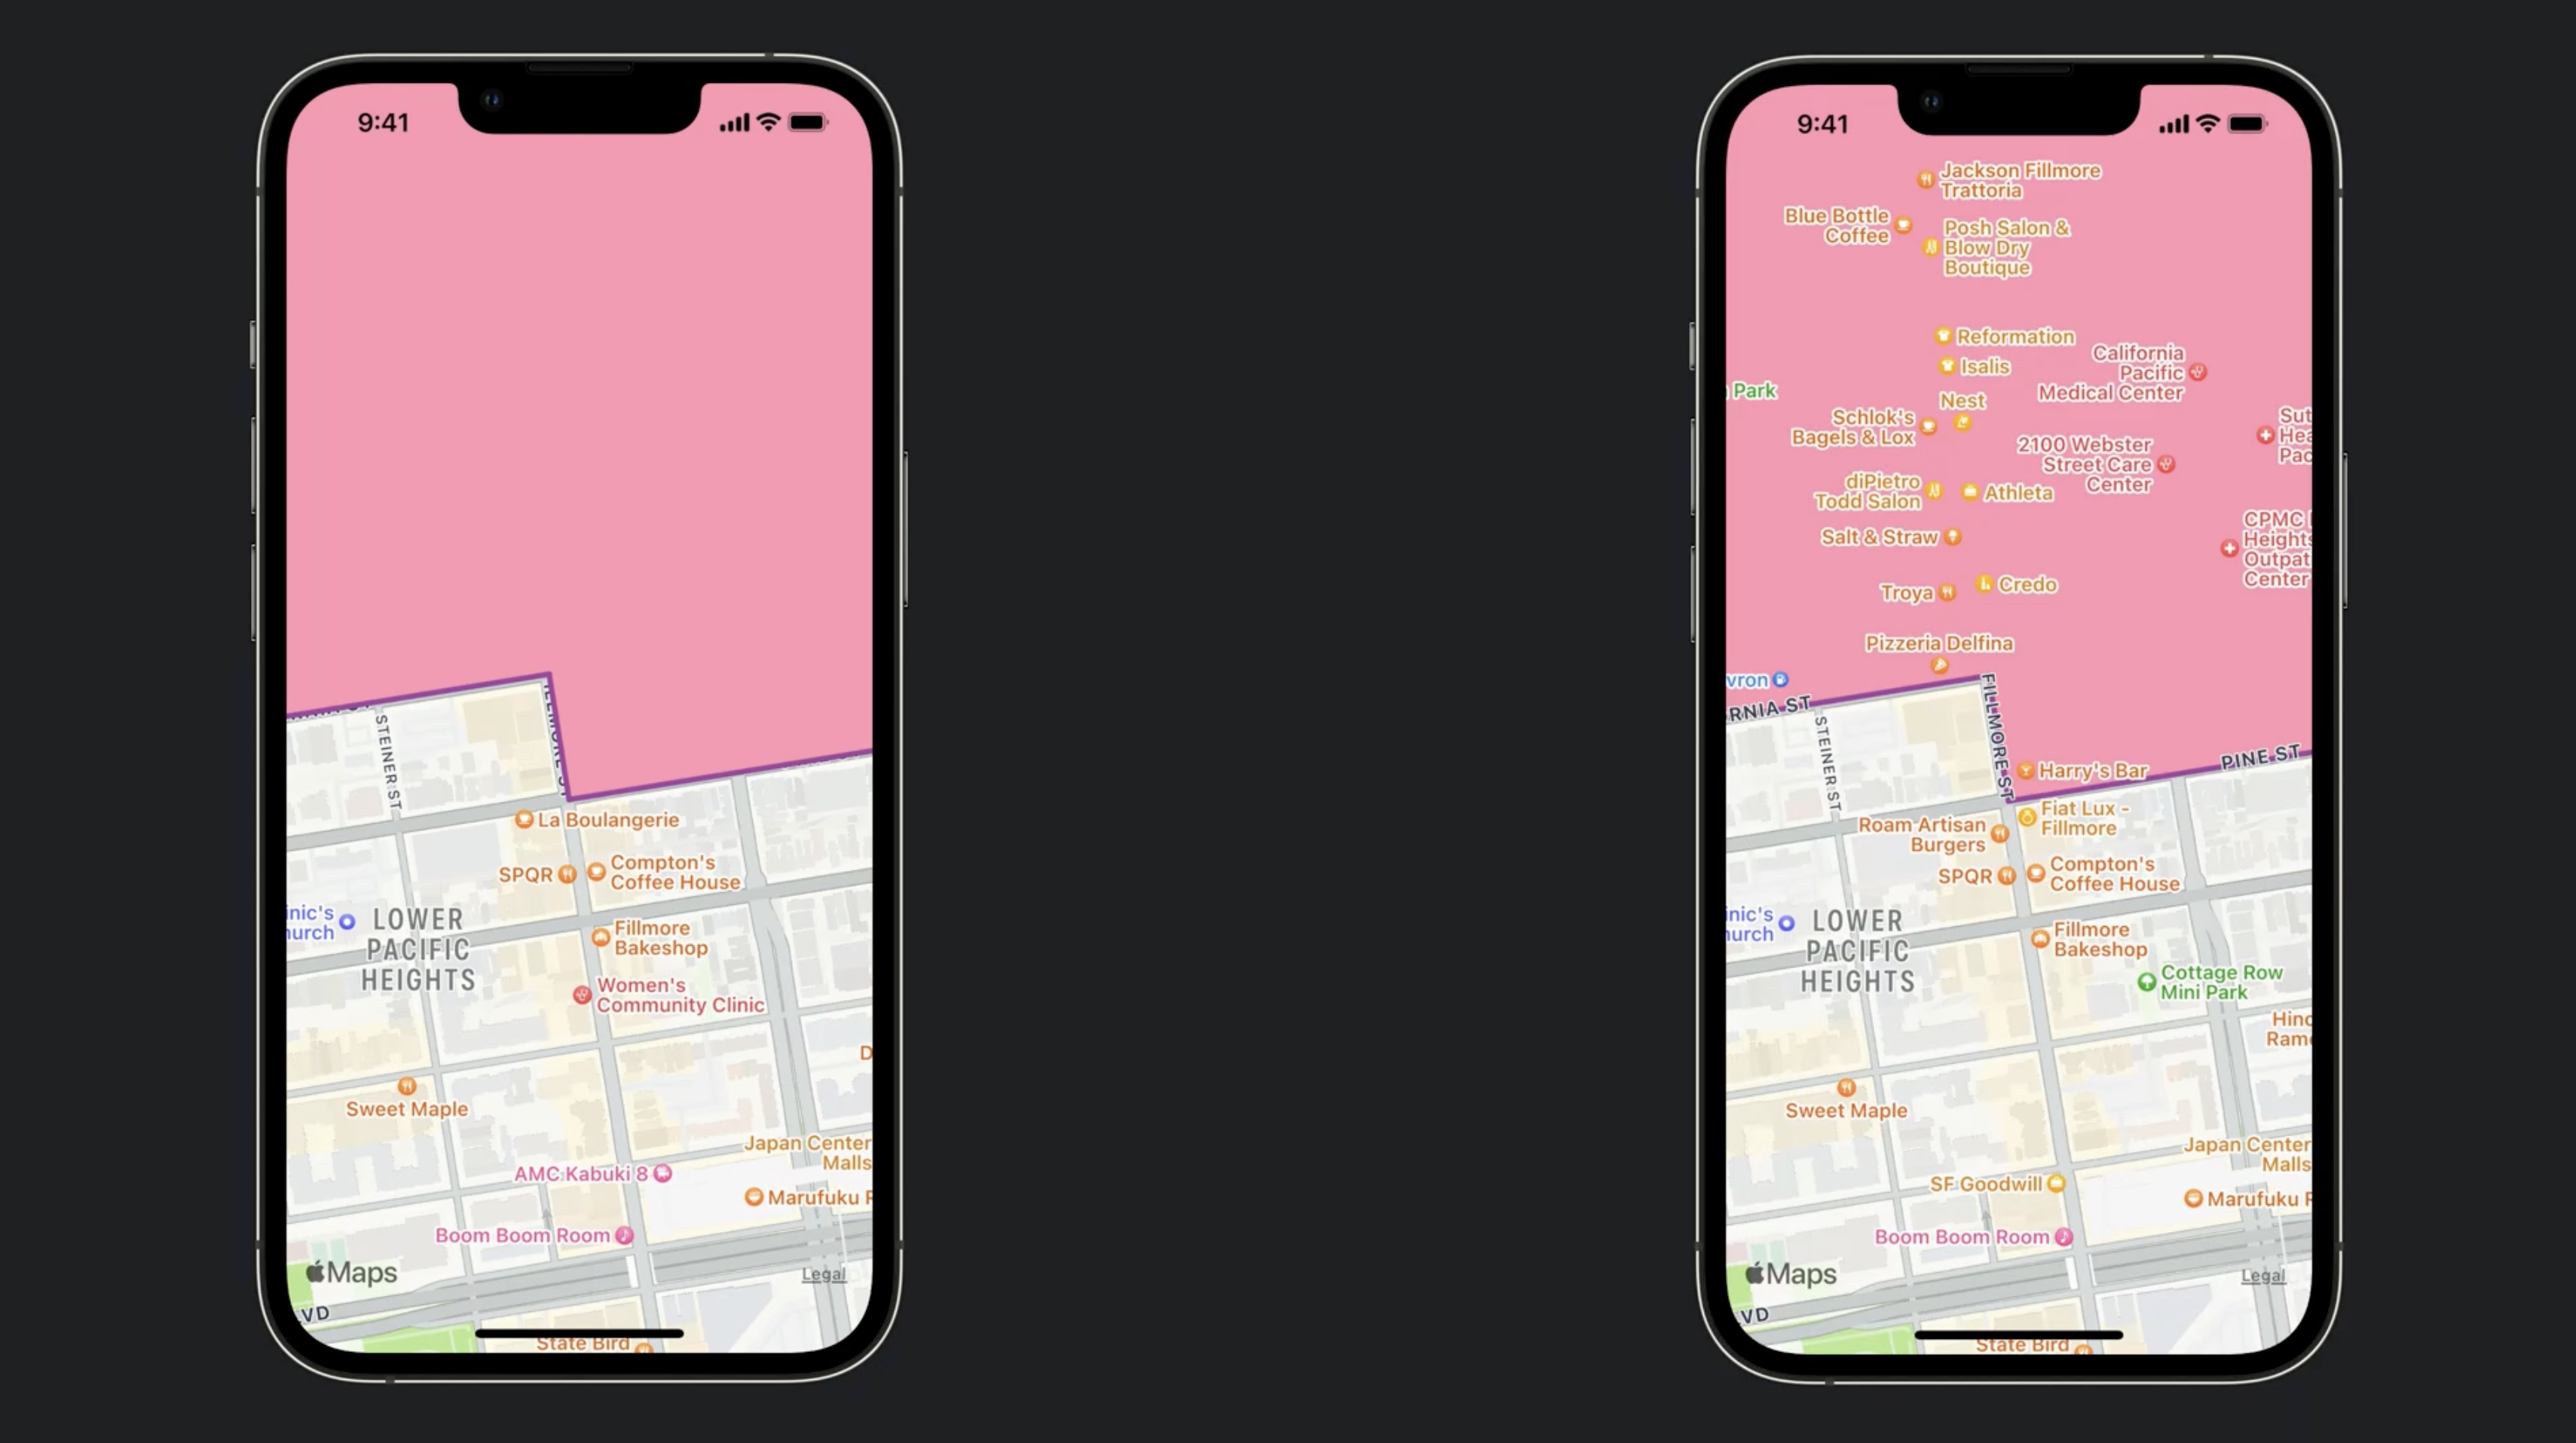 9:41
STEINER ST
La Boulangerie
SPQR
Compton's
Coffee House
inic's
hurch
LOWER
PACIFIC
HEIGHTS
Fillmore
Bakeshop
Women's
Community Clinic
D
Sweet Maple
Japan Center
Malls
AMC Kabuki 8
Marufuku R
Boom Boom Room
Maps
Legal
VD
State Bird
9:41
Jackson Fillmore
Trattoria
Blue Bottle
Coffee
Posh Salon &
Blow Dry
Boutique
Reformation
Isalis
California
Pacific
Medical Center
Park
Nest
Schlok's
Bagels & Lox
Sut
Hea
Pac
2100 Webster
Street Care
Center
diPietro
Todd Salon
Athleta
Salt & Straw
CPMC
Heights
Outpat
Center
Troya
Credo
Pizzeria Delfina
vron
RNIA ST
FILLMORE ST
STEINER ST
PINE ST
Harry's Bar
Fiat Lux -
Fillmore
Roam Artisan
Burgers
SPQR
Compton's
Coffee House
inic's
hurch
LOWER
PACIFIC
HEIGHTS
Fillmore
Bakeshop
Cottage Row
Mini Park
Hino
Rame
Sweet Maple
Japan Center
Malls
SF Goodwill
Marufuku R
Boom Boom Room
Maps
Legal
VD
State Bird